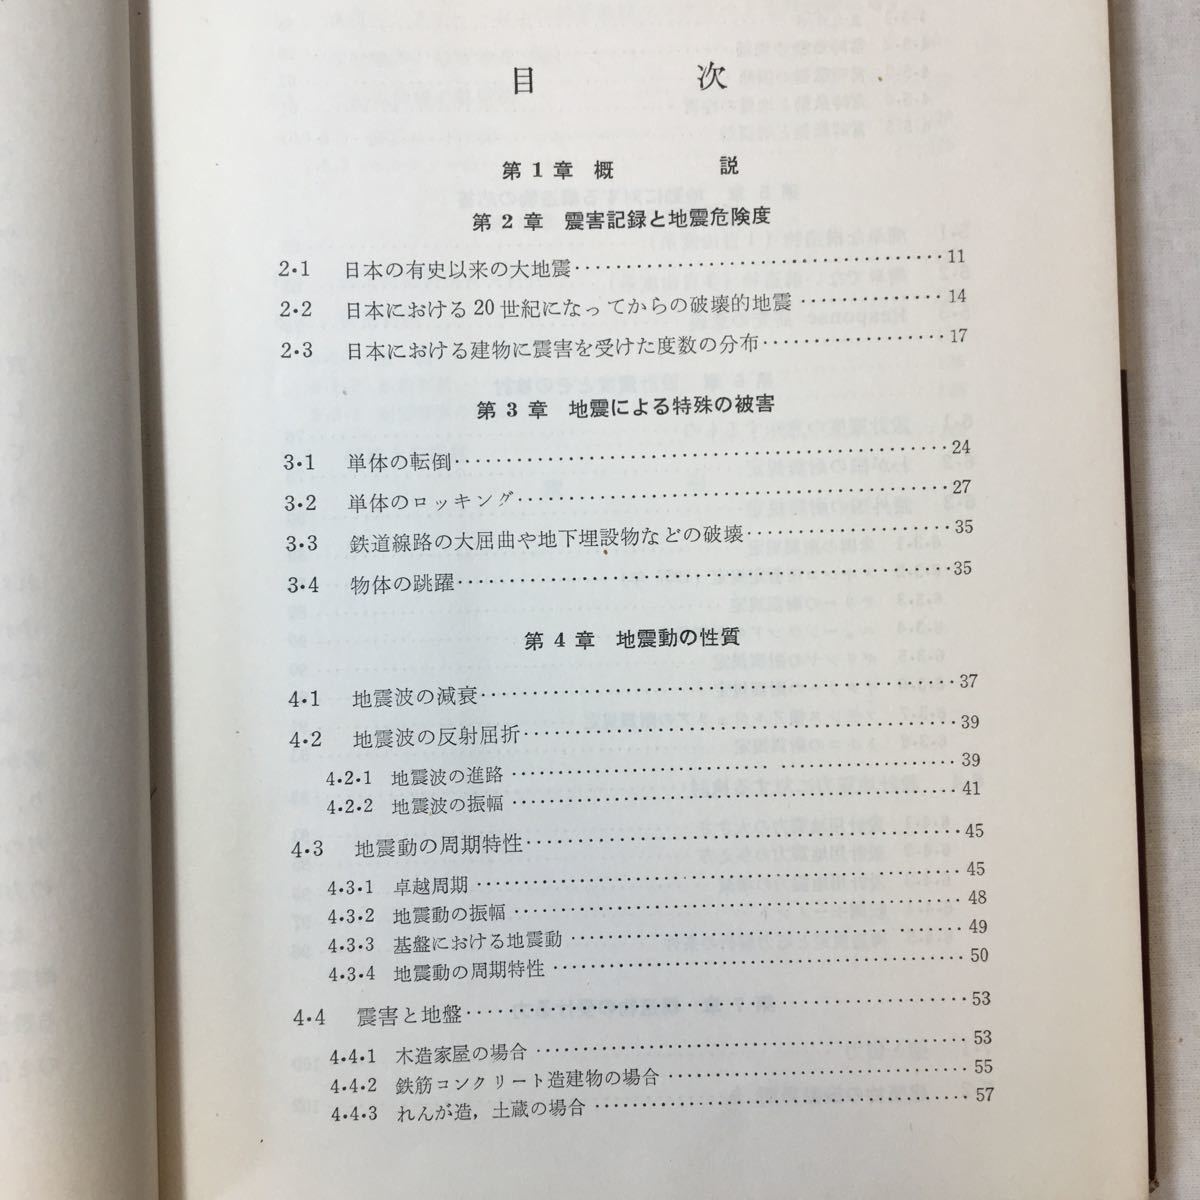 目 次
第1章 概 説
第2章 震害記録と地震危険度
2・1 日本の有史以来の大地震 11
2・2 日本における20世紀になってからの破壊的地震 14
2・3 日本における建物に震害を受けた度数の分布 17
第3章 地震による特殊の被害
3・1 単体の転倒 24
3・2 単体のロッキング 27
3・3 鉄道線路の大屈曲や地下埋設物などの破壊 35
3・4 物体の跳躍 35
第4章 地震動の性質
4・1 地震波の減衰 37
4・2 地震波の反射屈折 39
4・2・1 地震波の進路 39
4・2・2 地震波の振幅 41
4・3 地震動の周期特性 45
4・3・1 卓越周期 45
4・3・2 地震動の振幅 48
4・3・3 基盤における地震動 49
4・3・4 地震動の周期特性 50
4・4 震害と地盤 53
4・4・1 木造家屋の場合 53
4・4・2 鉄筋コンクリート造建物の場合 55
4・4・3 れんが造，土蔵の場合 57